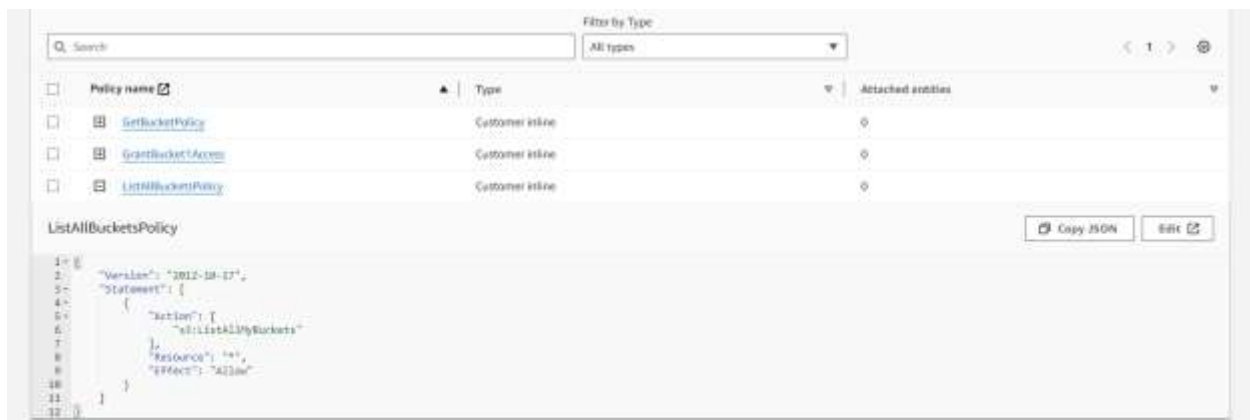 Filter by Type
Search
All types
1
Policy name
Type
Attached entities
GetBucketPolicy
Customer inline
0
GrantBucket1Access
Customer inline
0
ListAllBucketsPolicy
Customer inline
0
ListAllBucketsPolicy
Copy JSON
Edit
1 {
2 "Version": "2012-10-17",
3 "Statement": [
4 {
5 "Action": [
6 "s3:ListAllMyBuckets"
7 ],
8 "Resource": "*",
9 "Effect": "Allow"
10 }
11 ]
12 }